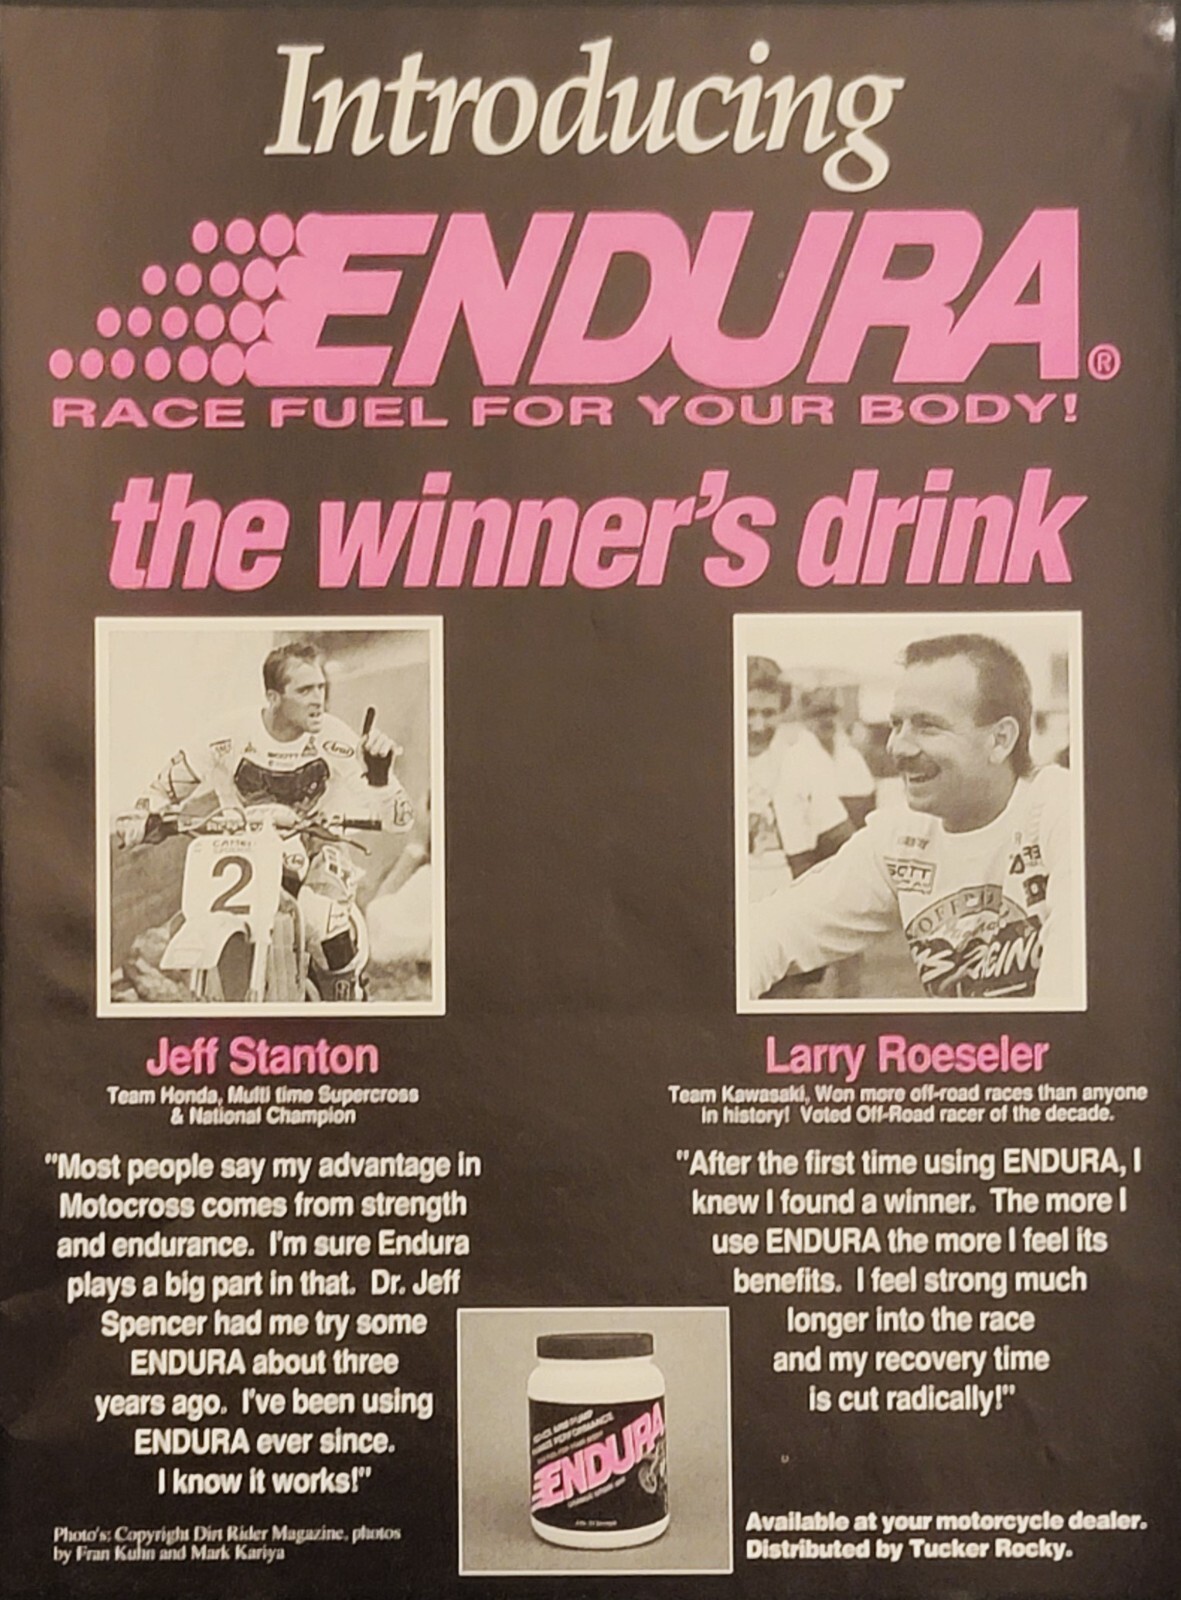 Introducing
ENDURA®
RACE FUEL FOR YOUR BODY!
the winner's drink
Arai
CAMEL
2
SCOTT
RACING
Jeff Stanton
Team Honda, Multi time Supercross
& National Champion
"Most people say my advantage in
Motocross comes from strength
and endurance. I'm sure Endura
plays a big part in that. Dr. Jeff
Spencer had me try some
ENDURA about three
years ago. I've been using
ENDURA ever since.
I know it works!"
Photo's: Copyright Dirt Rider Magazine, photos
by Fran Kuhn and Mark Kariya
Larry Roeseler
Team Kawasaki, Won more off-road races than anyone
in history! Voted Off-Road racer of the decade.
"After the first time using ENDURA, I
knew I found a winner. The more I
use ENDURA the more I feel its
benefits. I feel strong much
longer into the race
and my recovery time
is cut radically!"
ENDURA
Available at your motorcycle dealer.
Distributed by Tucker Rocky.